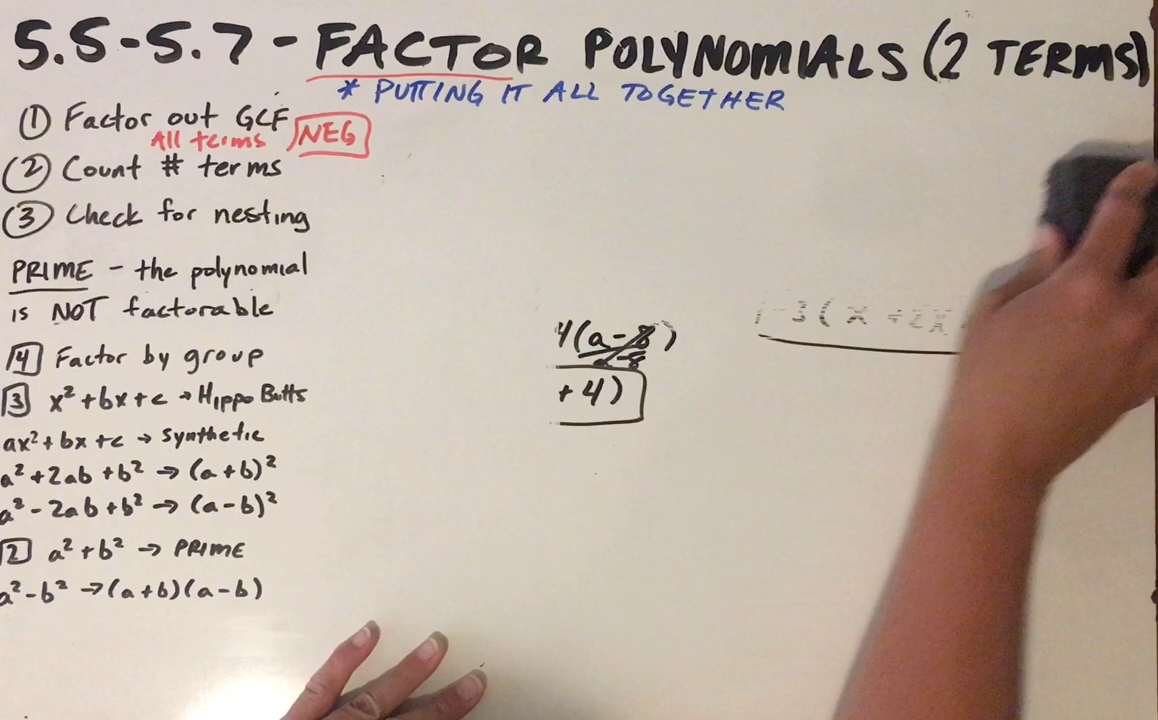 5.5-5.7 - FACTOR POLYNOMIALS (2 TERMS)
* PUTTING IT ALL TOGETHER
① Factor out GCF
All terms NEG
② Count # terms
③ Check for nesting
PRIME - the polynomial
is NOT factorable
4 Factor by group
3 x² + bx + c → Hippo Butts
ax² + bx + c → Synthetic
a² + 2ab + b² → (a+b)²
a² - 2ab + b² → (a-b)²
2 a² + b² → PRIME
a² - b² → (a+b)(a-b)
4(a-8)
-8
+ 4)
-3(x + 2x